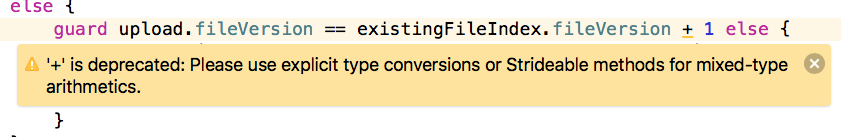 else {
guard upload.fileVersion == existingFileIndex.fileVersion + 1 else {
'+' is deprecated: Please use explicit type conversions or Strideable methods for mixed-type
arithmetics.
}